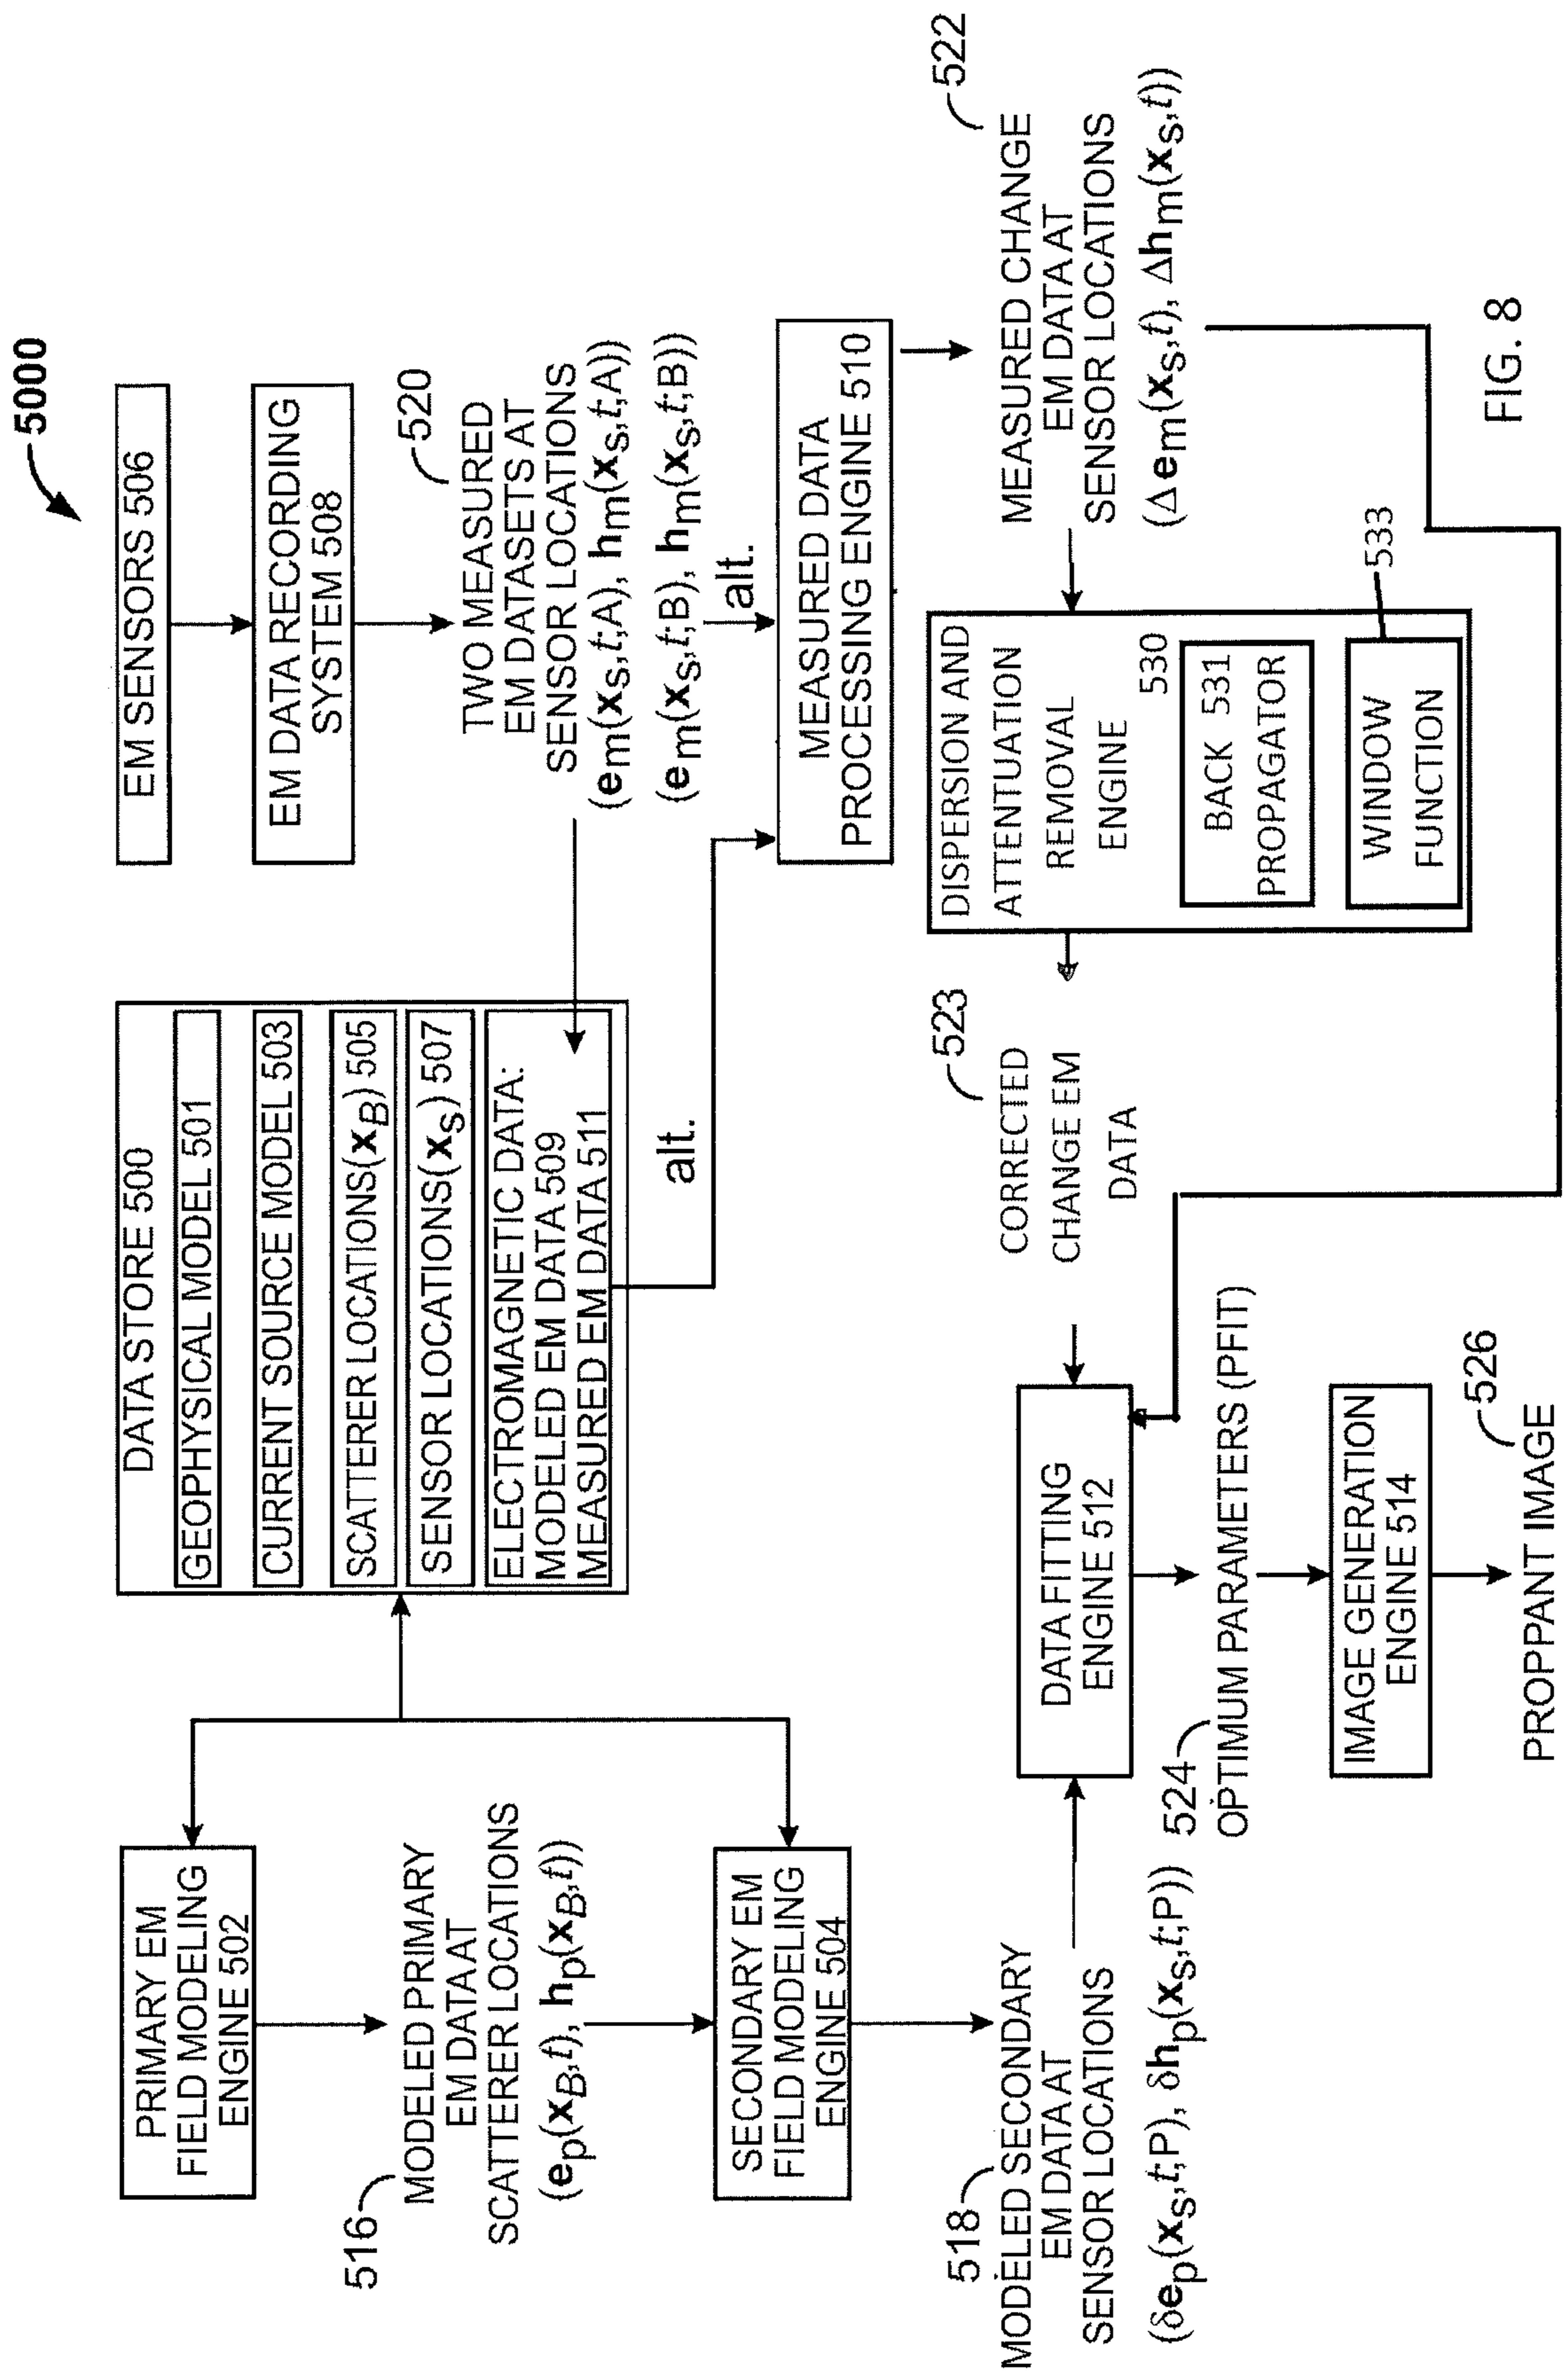 5000
PRIMARY EM
FIELD MODELING
ENGINE 502
516
MODELED PRIMARY
EM DATA AT
SCATTERER LOCATIONS
(ep(xB,t), hp(xB,t))
SECONDARY EM
FIELD MODELING
ENGINE 504
518
MODELED SECONDARY
EM DATA AT
SENSOR LOCATIONS
(δep(xs,t;P), δhp(xs,t;P))
DATA STORE 500
GEOPHYSICAL MODEL 501
CURRENT SOURCE MODEL 503
SCATTERER LOCATIONS(xB) 505
SENSOR LOCATIONS(xs) 507
ELECTROMAGNETIC DATA:
MODELED EM DATA 509
MEASURED EM DATA 511
alt.
EM SENSORS 506
EM DATA RECORDING
SYSTEM 508
520
TWO MEASURED
EM DATASETS AT
SENSOR LOCATIONS
(em(xs,t;A), hm(xs,t;A))
(em(xs,t;B), hm(xs,t;B))
alt.
MEASURED DATA
PROCESSING ENGINE 510
522
MEASURED CHANGE
EM DATA AT
SENSOR LOCATIONS
(Δem(xs,t), Δhm(xs,t))
DISPERSION AND
ATTENTUATION
REMOVAL
ENGINE
530
BACK 531
PROPAGATOR
533
WINDOW
FUNCTION
523
CORRECTED
CHANGE EM
DATA
DATA FITTING
ENGINE 512
524
OPTIMUM PARAMETERS (PFIT)
IMAGE GENERATION
ENGINE 514
526
PROPPANT IMAGE
FIG. 8